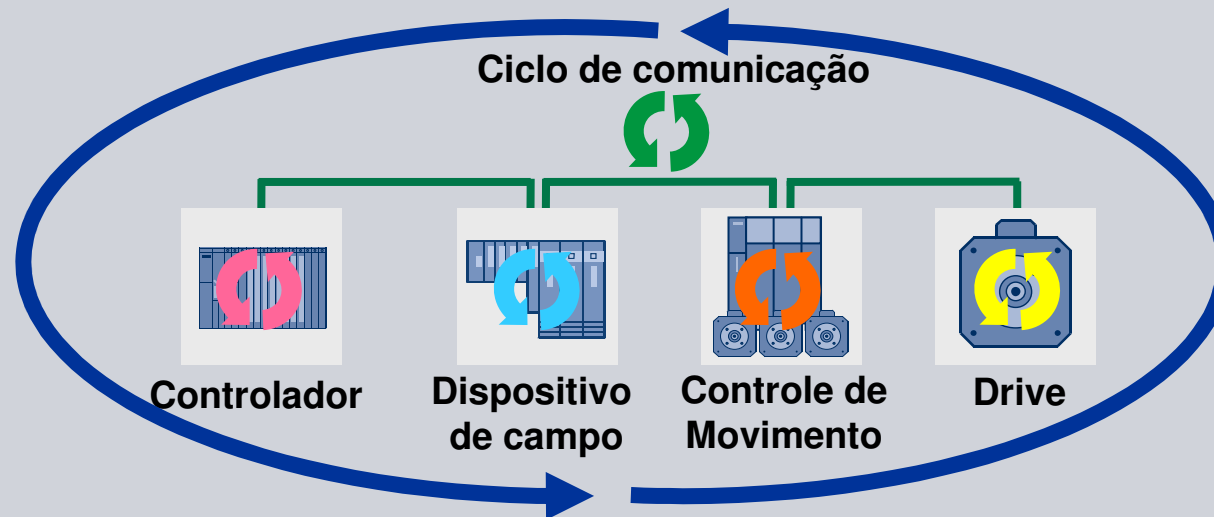 Ciclo de comunicação
Controlador
Dispositivo
de campo
Controle de
Movimento
Drive